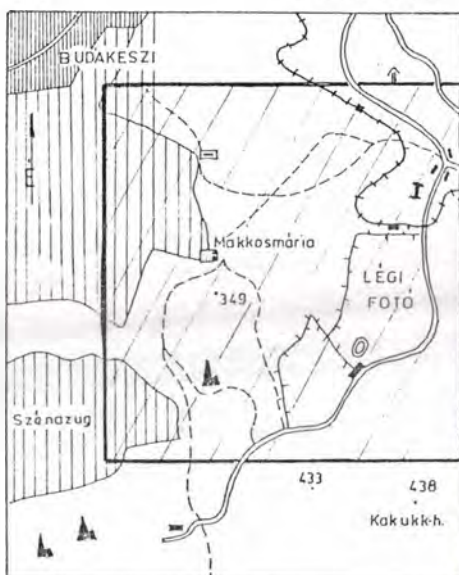 BUDAKESZI
É
I
Makkosmária
LÉGI
FOTÓ
349
Szénazug
433
438
Kakukk-h.